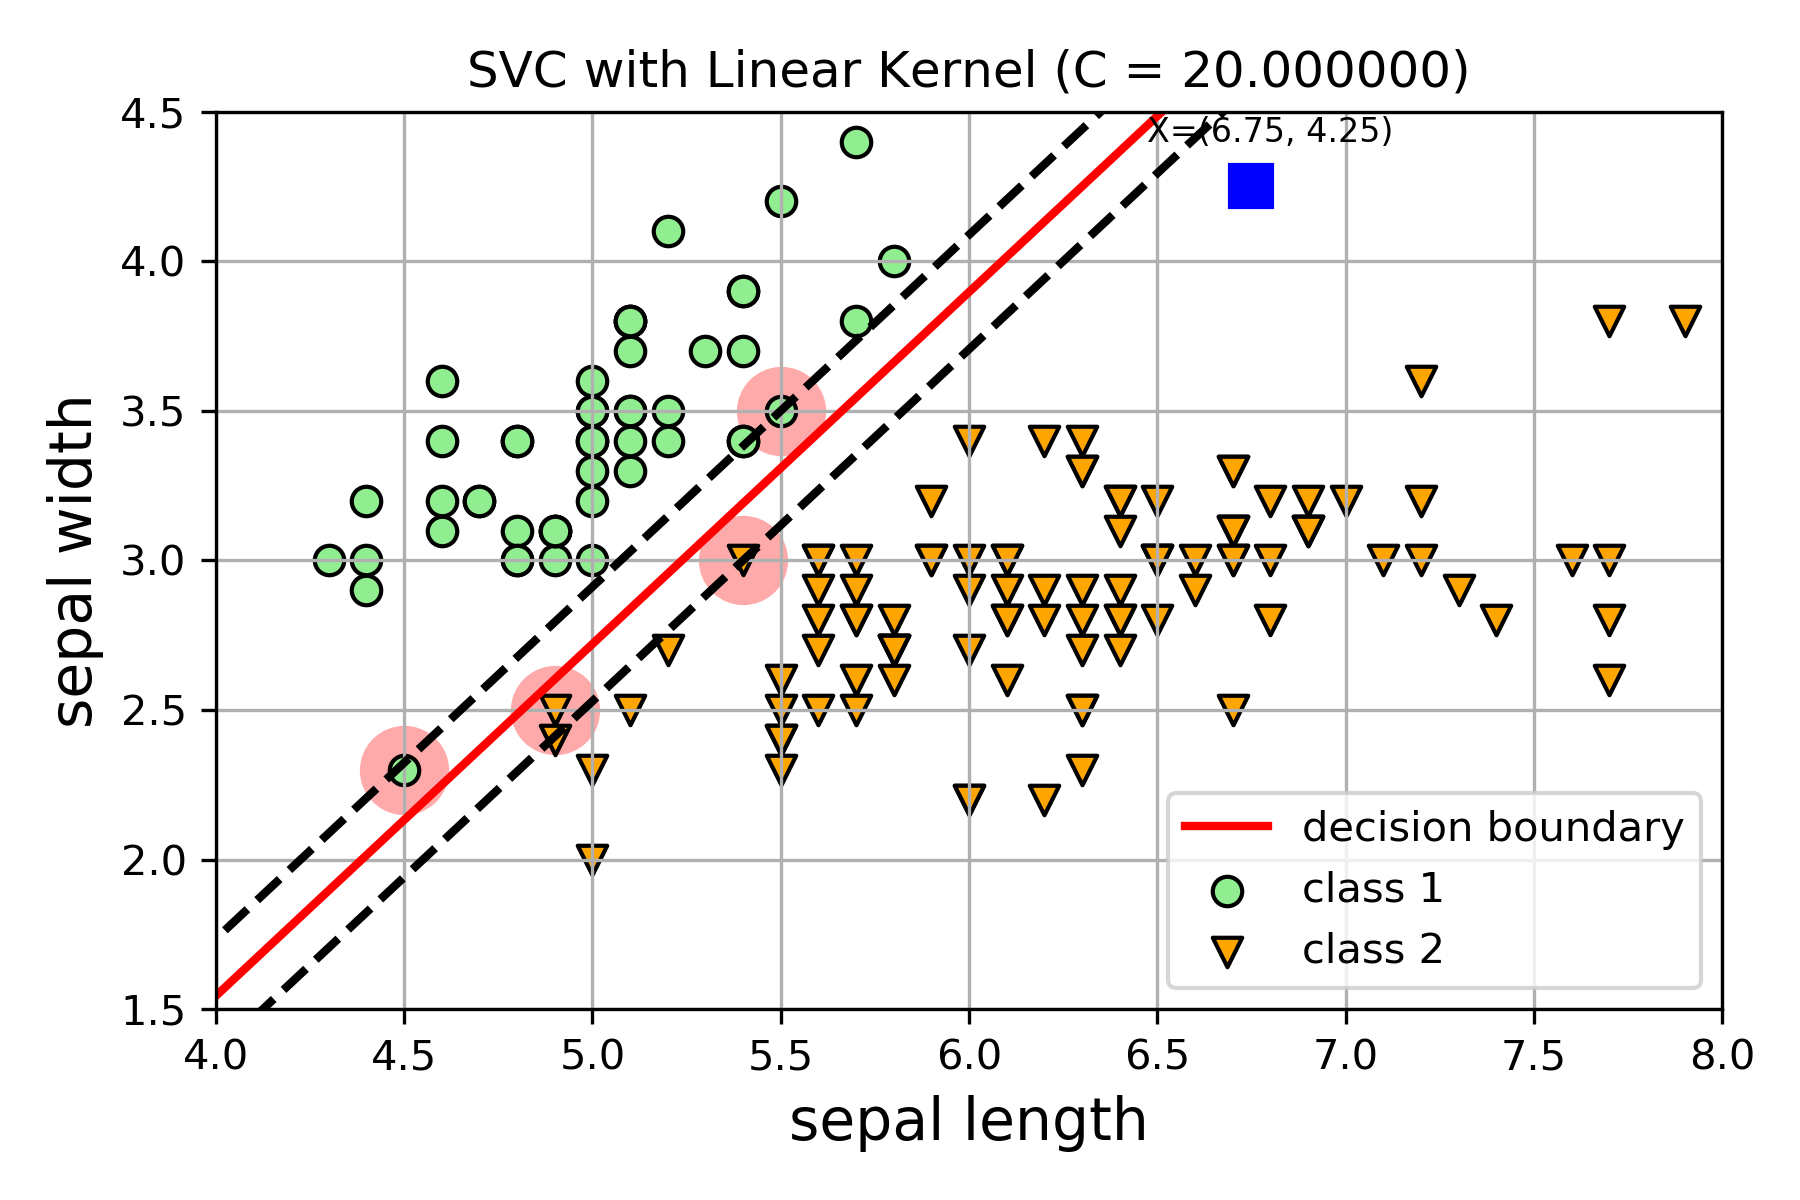 SVC with Linear Kernel (C = 20.000000)
X=(6.75, 4.25)
4.5
4.0
3.5
3.0
2.5
2.0
1.5
sepal width
decision boundary
class 1
class 2
4.0 4.5 5.0 5.5 6.0 6.5 7.0 7.5 8.0
sepal length